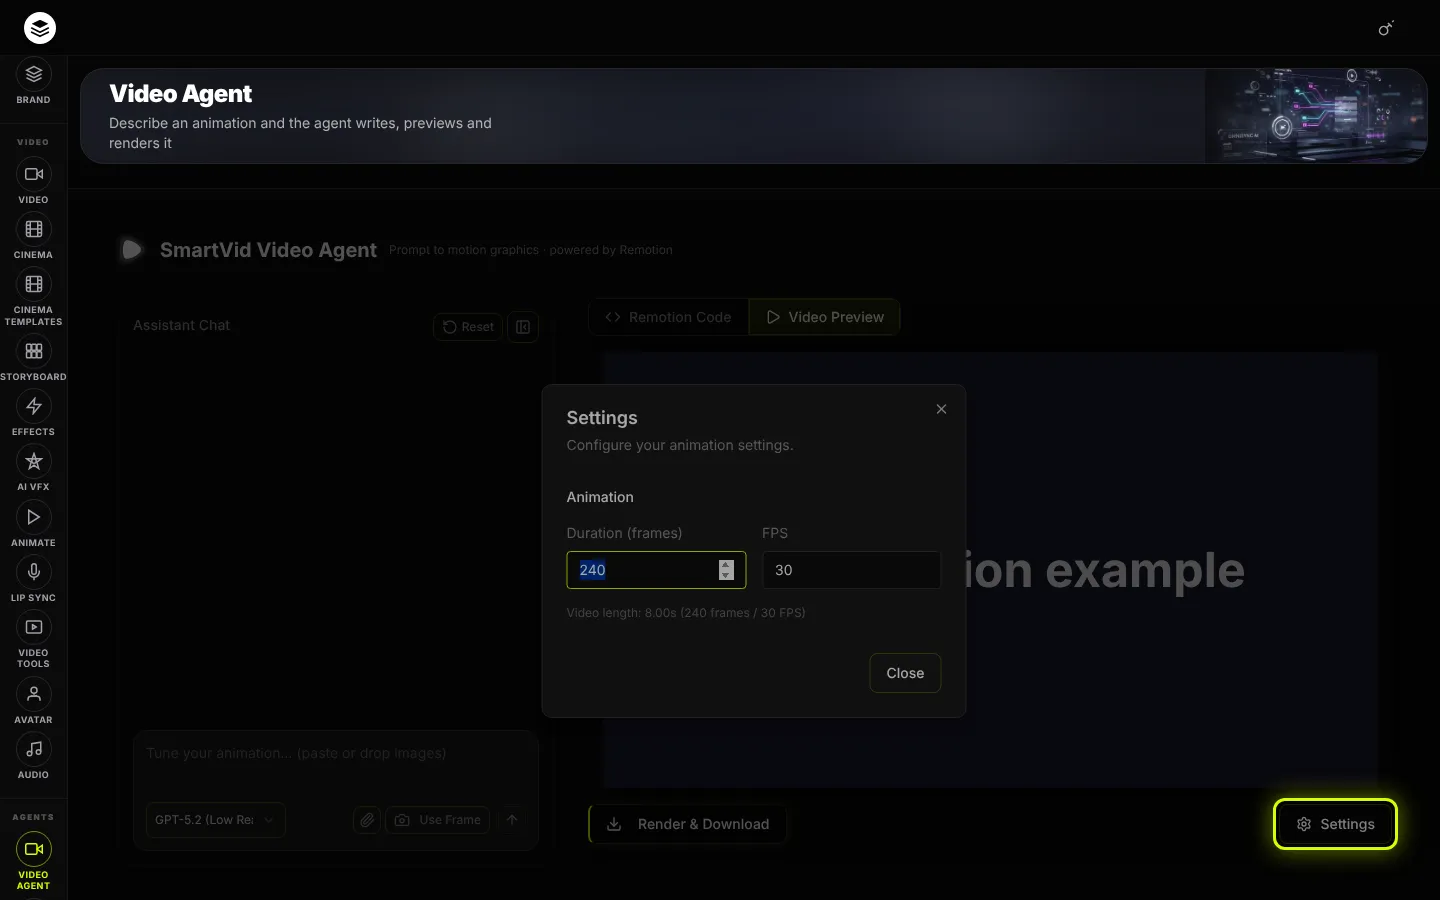 BRAND
VIDEO
VIDEO
CINEMA
CINEMA
TEMPLATES
STORYBOARD
EFFECTS
AI VFX
ANIMATE
LIP SYNC
VIDEO
TOOLS
AVATAR
AUDIO
AGENTS
VIDEO
AGENT
Video Agent
Describe an animation and the agent writes, previews and
renders it
SmartVid Video Agent
Prompt to motion graphics · powered by Remotion
Assistant Chat
Reset
Remotion Code
Video Preview
ion example
Settings
Configure your animation settings.
Animation
Duration (frames)
FPS
240
30
Video length: 8.00s (240 frames / 30 FPS)
Close
Tune your animation... (paste or drop images)
GPT-5.2 (Low Re
Use Frame
Render & Download
Settings